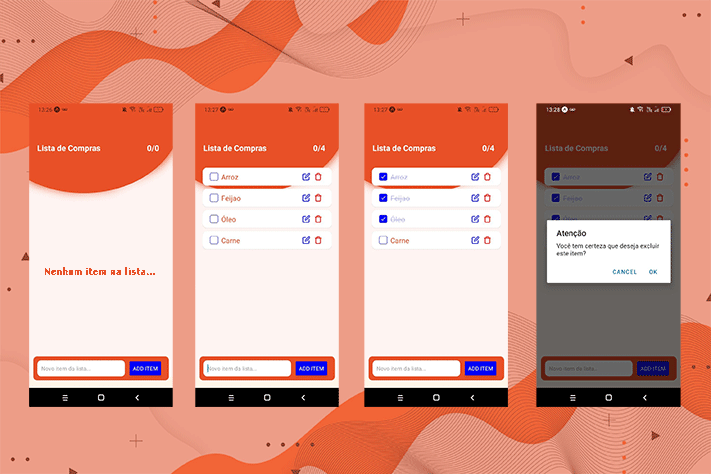 13:26
Lista de Compras 0/0
Nenhum item na lista...
Novo item da lista...
ADD ITEM
13:27
Lista de Compras 0/4
Arroz
Feijao
Óleo
Carne
Novo item da lista...
ADD ITEM
13:27
Lista de Compras 0/4
Arroz
Feijao
Óleo
Carne
Novo item da lista...
ADD ITEM
13:28
Lista de Compras 0/4
Arroz
Feijao
Óleo
Atenção
Você tem certeza que deseja excluir
este item?
CANCEL OK
Novo item da lista...
ADD ITEM